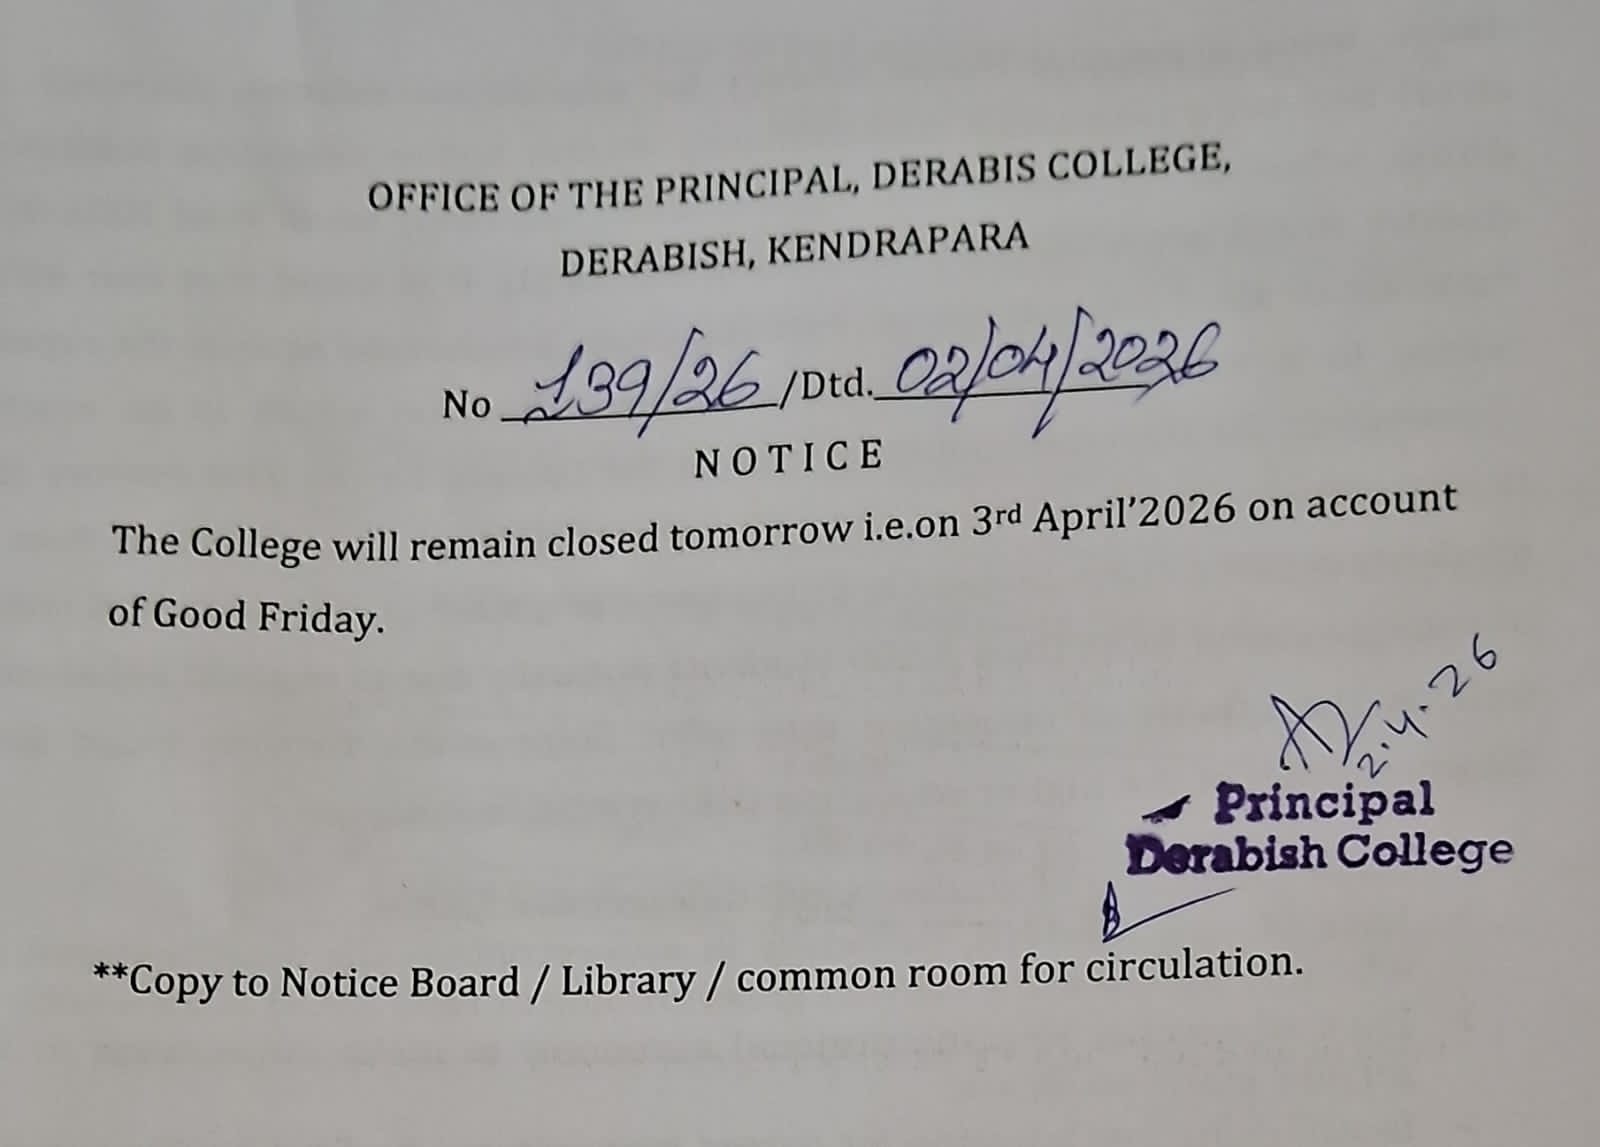 OFFICE OF THE PRINCIPAL, DERABIS COLLEGE,
DERABISH, KENDRAPARA
No 139/26 /Dtd. 02/04/2026
NOTICE
The College will remain closed tomorrow i.e.on 3rd April'2026 on account
of Good Friday.
2.4.26
Principal
Derabish College
**Copy to Notice Board / Library / common room for circulation.